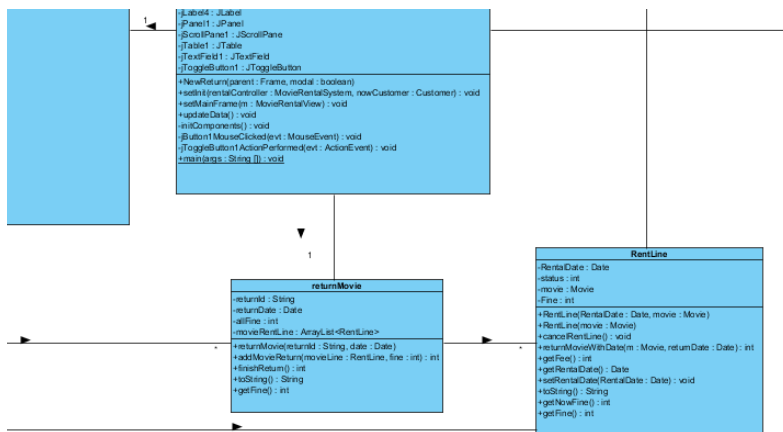 -jLabel4 : JLabel
-jPanel1 : JPanel
-jScrollPane1 : JScrollPane
-jTable1 : JTable
-jTextField1 : JTextField
-jToggleButton1 : JToggleButton
+NewReturn(parent : Frame, modal : boolean)
+setInit(rentalController : MovieRentalSystem, nowCustomer : Customer) : void
+setMainFrame(m : MovieRentalView) : void
+updateData() : void
-initComponents() : void
-jButton1MouseClicked(evt : MouseEvent) : void
-jToggleButton1ActionPerformed(evt : ActionEvent) : void
+main(args : String []) : void
1
1
returnMovie
-returnId : String
-returnDate : Date
-allFine : int
-movieRentLine : ArrayList<RentLine>
+returnMovie(returnId : String, date : Date)
+addMovieReturn(movieLine : RentLine, fine : int) : int
+finishReturn() : int
+toString() : String
+getFine() : int
*
RentLine
-RentalDate : Date
-status : int
-movie : Movie
-Fine : int
+RentLine(RentalDate : Date, movie : Movie)
+RentLine(movie : Movie)
+cancelRentLine() : void
+returnMovieWithDate(m : Movie, returnDate : Date) : int
+getFee() : int
+getRentalDate() : Date
+setRentalDate(RentalDate : Date) : void
+toString() : String
+getNowFine() : int
+getFine() : int
*